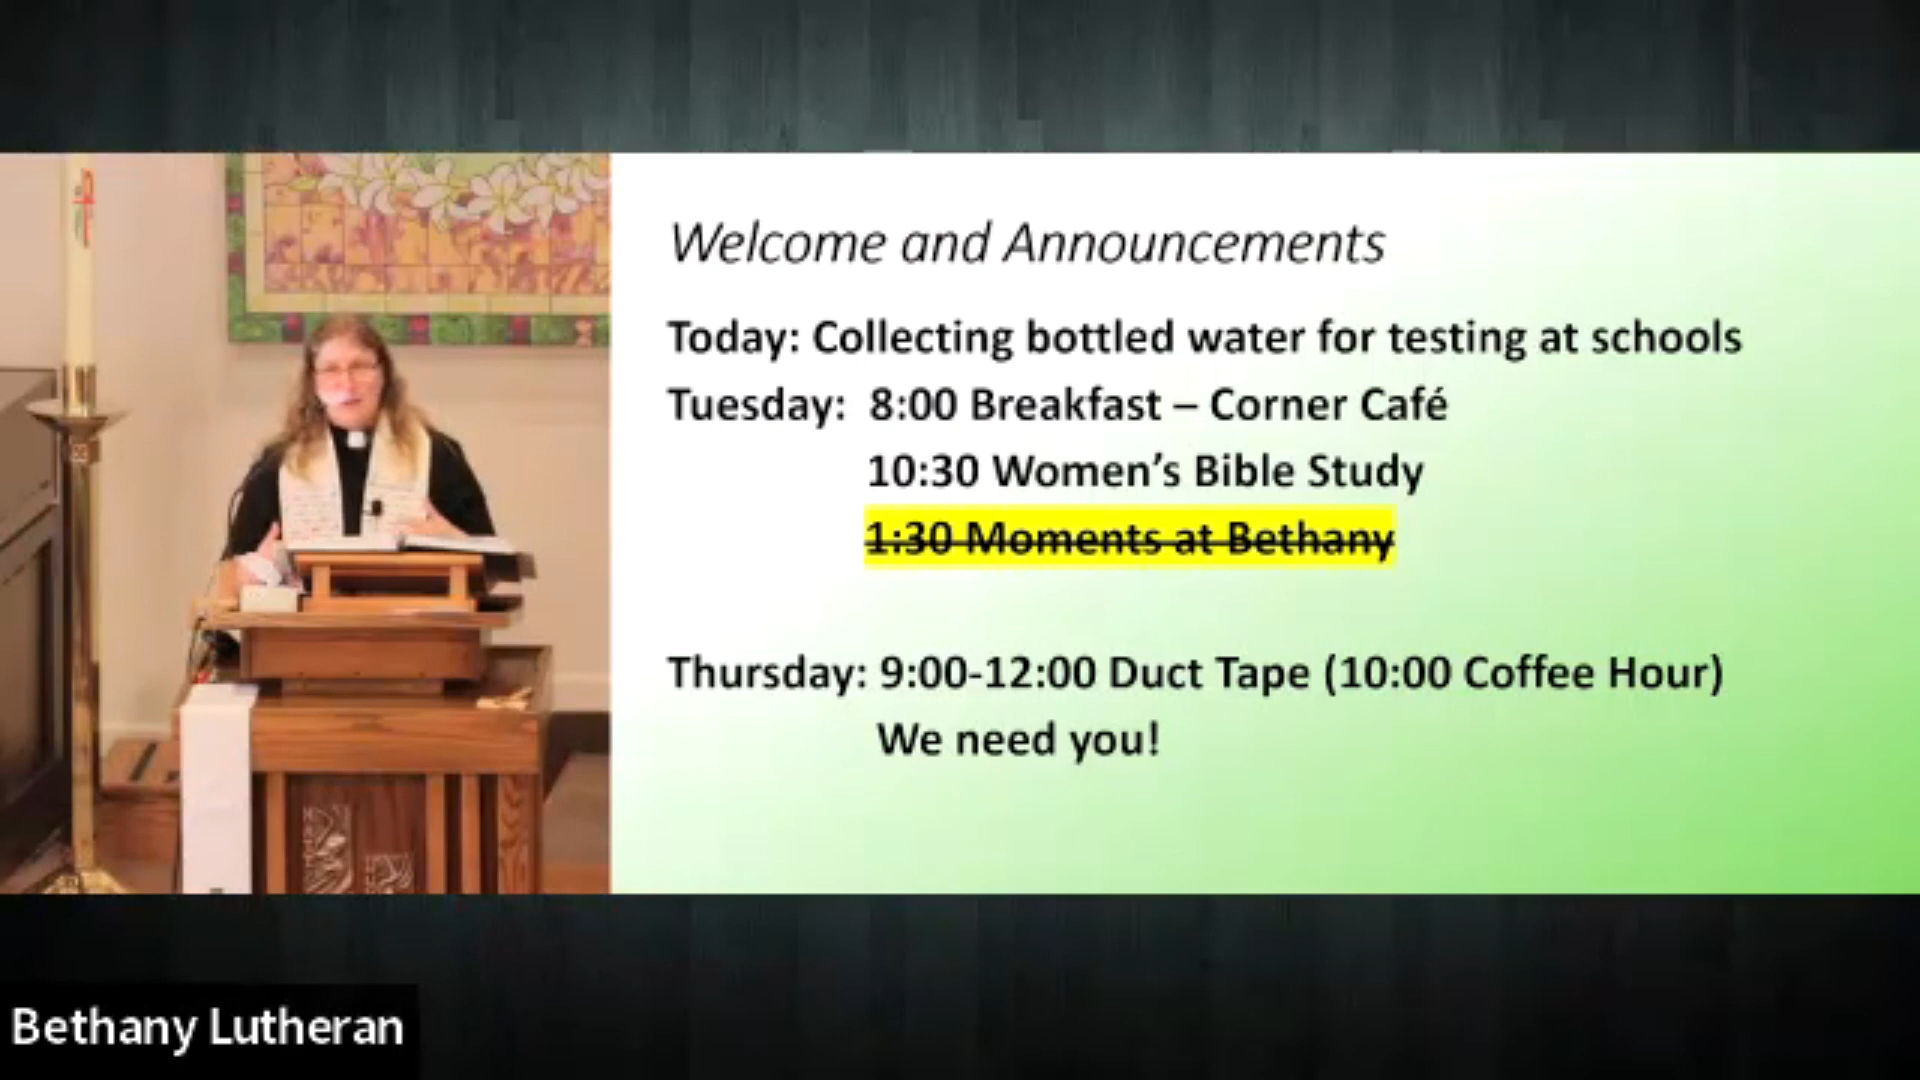 Welcome and Announcements
Today: Collecting bottled water for testing at schools
Tuesday: 8:00 Breakfast – Corner Café
10:30 Women's Bible Study
1:30 Moments at Bethany
Thursday: 9:00-12:00 Duct Tape (10:00 Coffee Hour)
We need you!
Bethany Lutheran